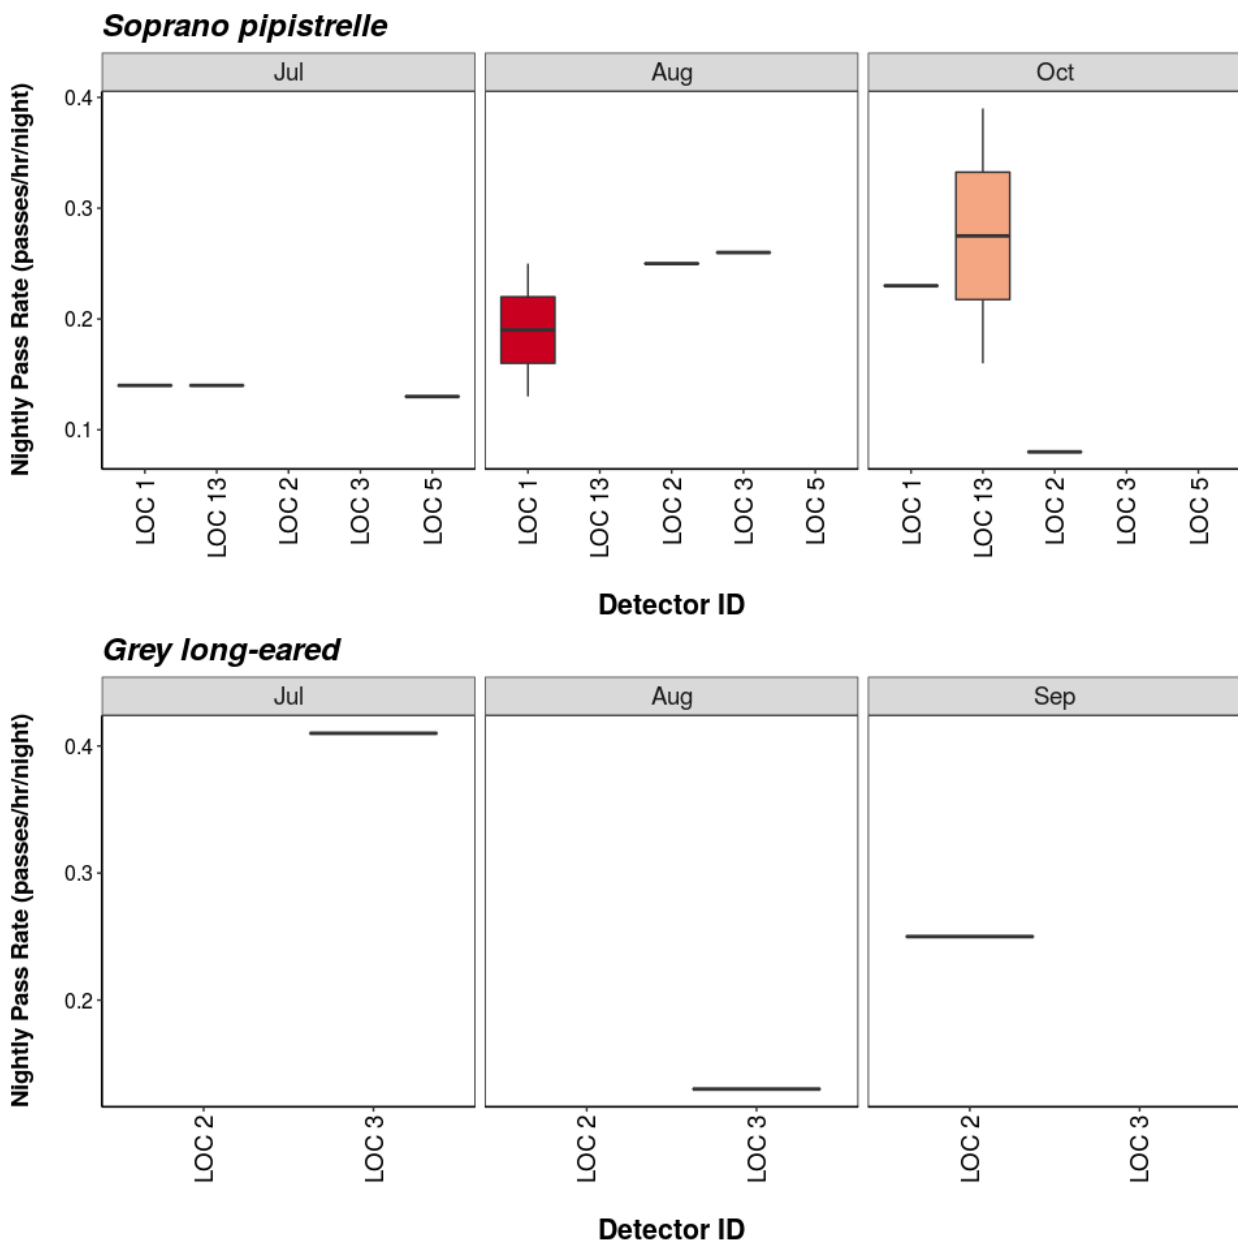 Soprano pipistrelle
Jul Aug Oct
Nightly Pass Rate (passes/hr/night)
0.4
0.3
0.2
0.1
LOC 1 LOC 13 LOC 2 LOC 3 LOC 5 LOC 1 LOC 13 LOC 2 LOC 3 LOC 5 LOC 1 LOC 13 LOC 2 LOC 3 LOC 5
Detector ID
Grey long-eared
Jul Aug Sep
Nightly Pass Rate (passes/hr/night)
0.4
0.3
0.2
LOC 2 LOC 3 LOC 2 LOC 3 LOC 2 LOC 3
Detector ID